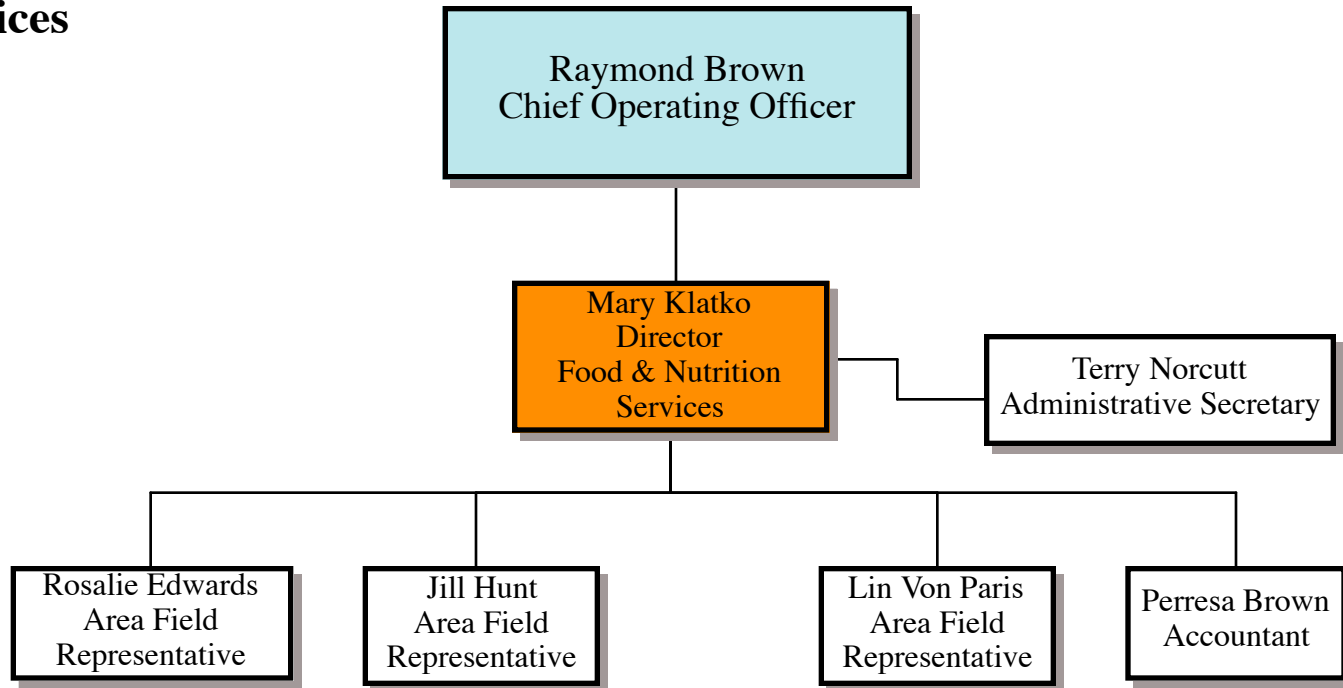 ices
Raymond Brown
Chief Operating Officer
Mary Klatko
Director
Food & Nutrition
Services
Terry Norcutt
Administrative Secretary
Rosalie Edwards
Area Field
Representative
Jill Hunt
Area Field
Representative
Lin Von Paris
Area Field
Representative
Perresa Brown
Accountant